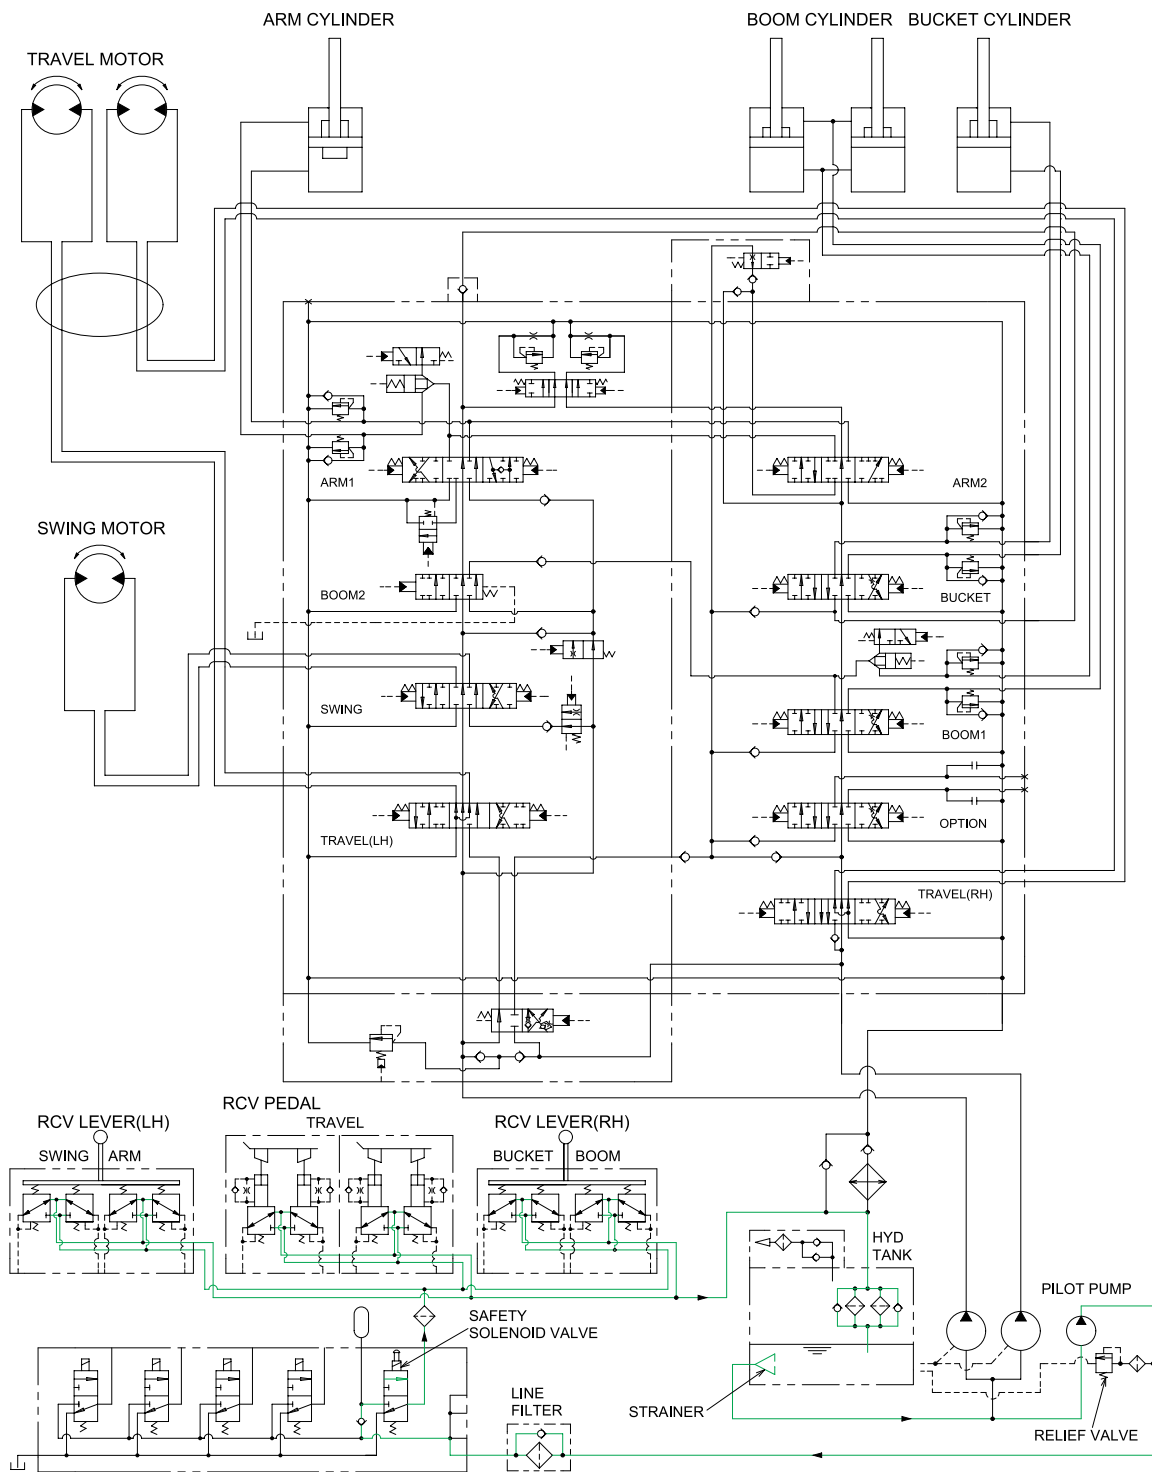 ARM CYLINDER
BOOM CYLINDER
BUCKET CYLINDER
TRAVEL MOTOR
ARM1
ARM2
SWING MOTOR
BOOM2
BUCKET
SWING
BOOM1
TRAVEL(LH)
OPTION
TRAVEL(RH)
RCV LEVER(LH)
SWING
ARM
RCV PEDAL
TRAVEL
RCV LEVER(RH)
BUCKET
BOOM
HYD
TANK
PILOT PUMP
SAFETY
SOLENOID VALVE
LINE
FILTER
STRAINER
RELIEF VALVE